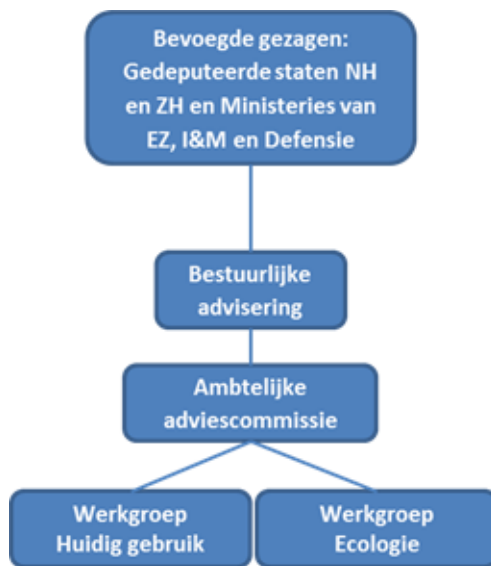 Bevoegde gezagen:
Gedeputeerde staten NH
en ZH en Ministeries van
EZ, I&M en Defensie
Bestuurlijke
advisering
Ambtelijke
adviescommissie
Werkgroep
Huidig gebruik
Werkgroep
Ecologie